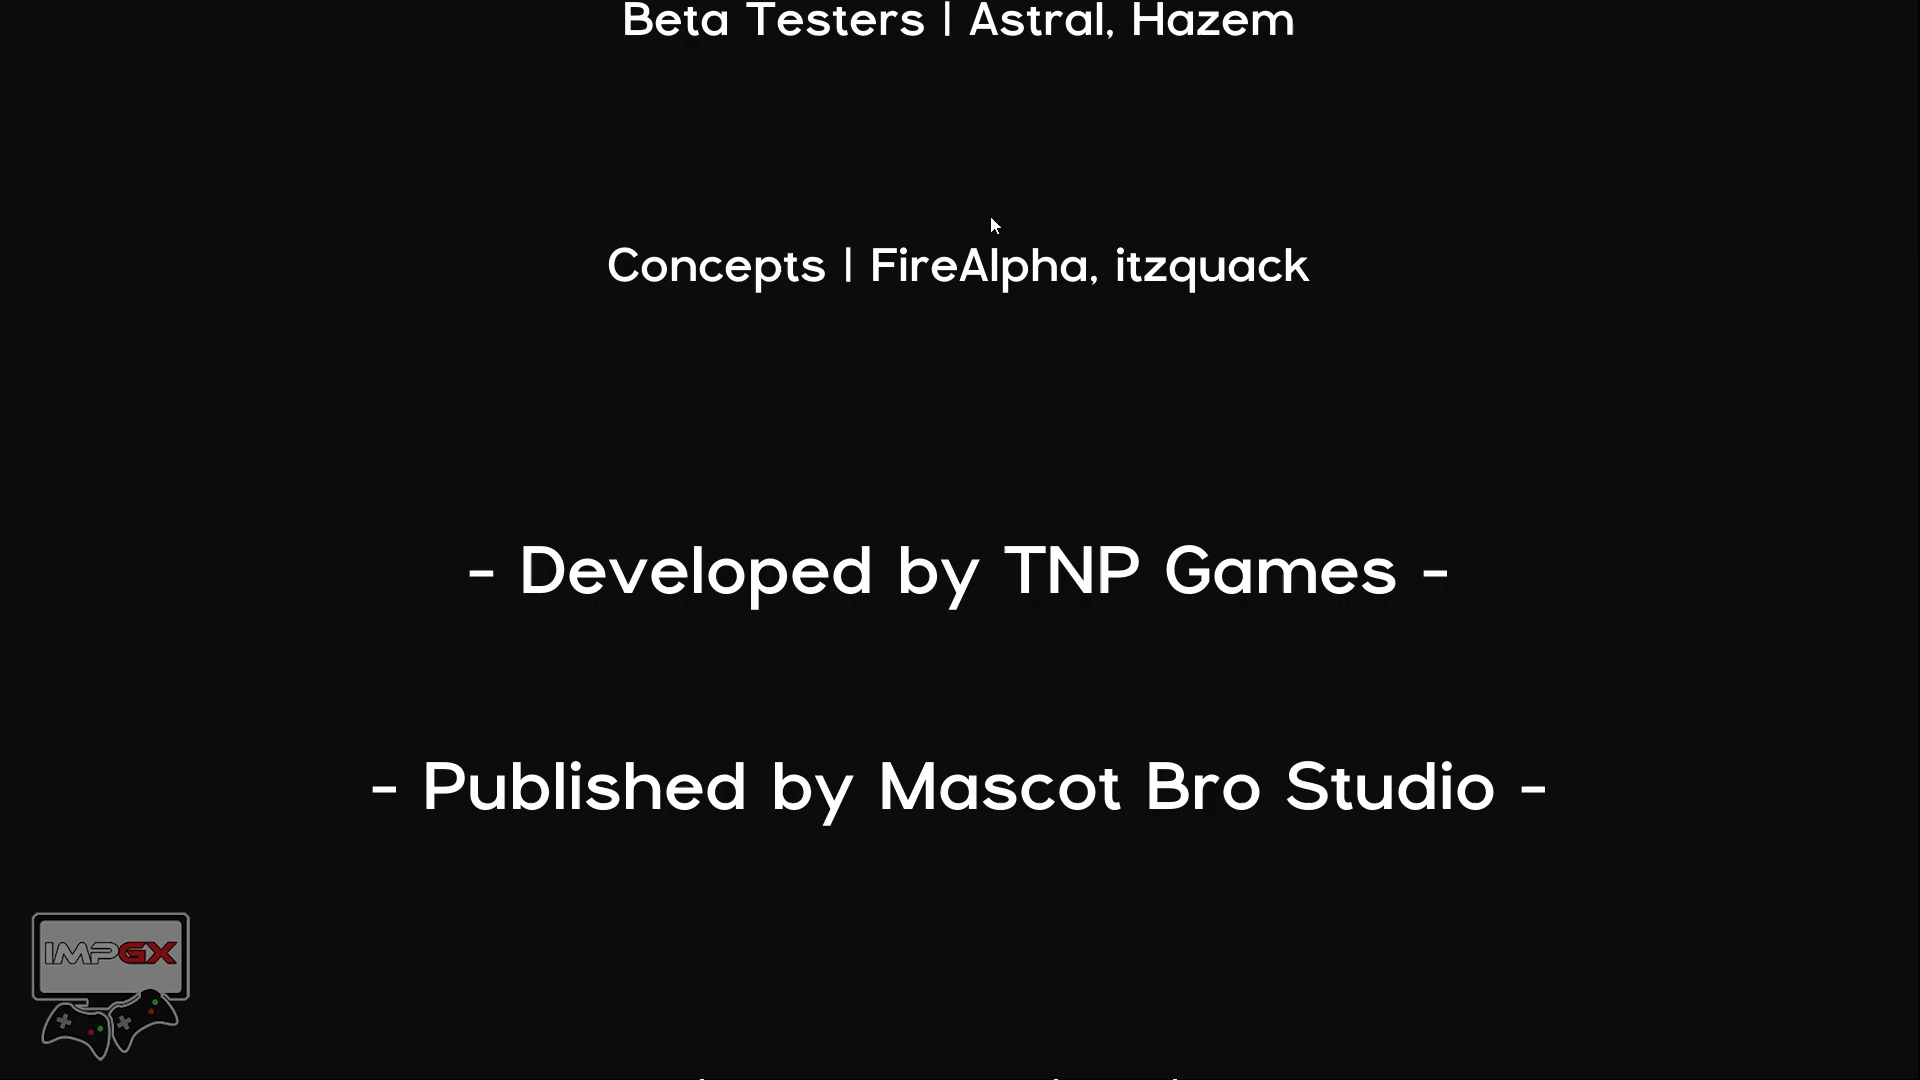 Beta Testers | Astral, Hazem
Concepts | FireAlpha, itzquack
- Developed by TNP Games -
- Published by Mascot Bro Studio -
IMPGX